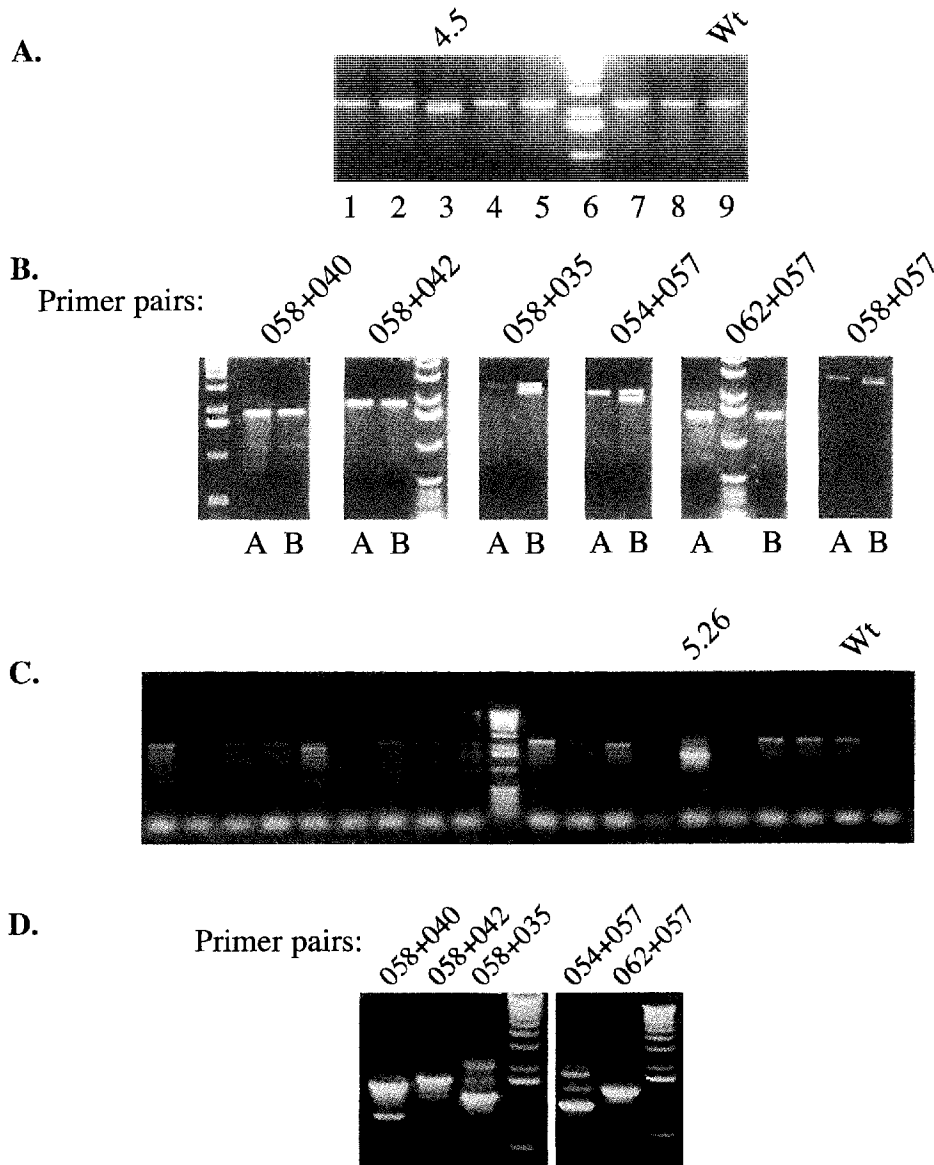 A.
4.5 Wt
1 2 3 4 5 6 7 8 9
B.
Primer pairs: 058+040 058+042 058+035 054+057 062+057 058+057
A B A B A B A B A B A B
C.
5.26 Wt
D.
Primer pairs: 058+040 058+042 058+035 054+057 062+057